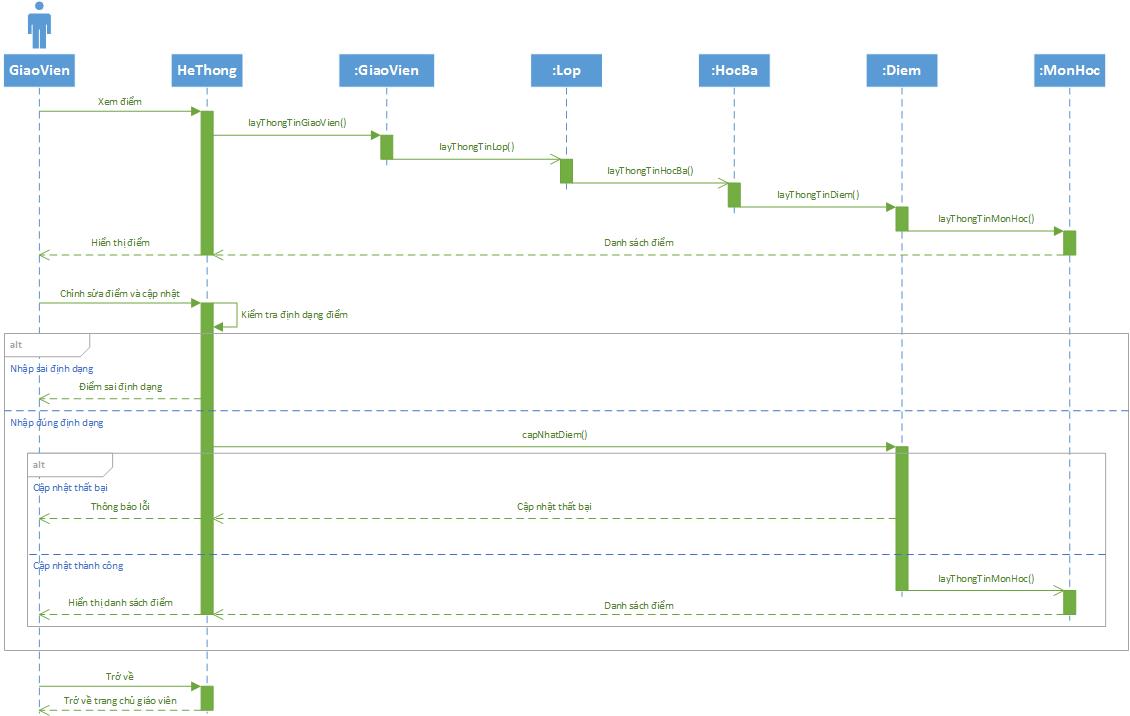 GiaoVien
HeThong
:GiaoVien
:Lop
:HocBa
:Diem
:MonHoc
Xem điểm
layThongTinGiaoVien()
layThongTinLop()
layThongTinHocBa()
layThongTinDiem()
layThongTinMonHoc()
Hiển thị điểm
Danh sách điểm
Chỉnh sửa điểm và cập nhật
Kiểm tra định dạng điểm
alt
Nhập sai định dạng
Điểm sai định dạng
Nhập đúng định dạng
capNhatDiem()
alt
Cập nhật thất bại
Thông báo lỗi
Cập nhật thất bại
Cập nhật thành công
layThongTinMonHoc()
Hiển thị danh sách điểm
Danh sách điểm
Trở về
Trở về trang chủ giáo viên